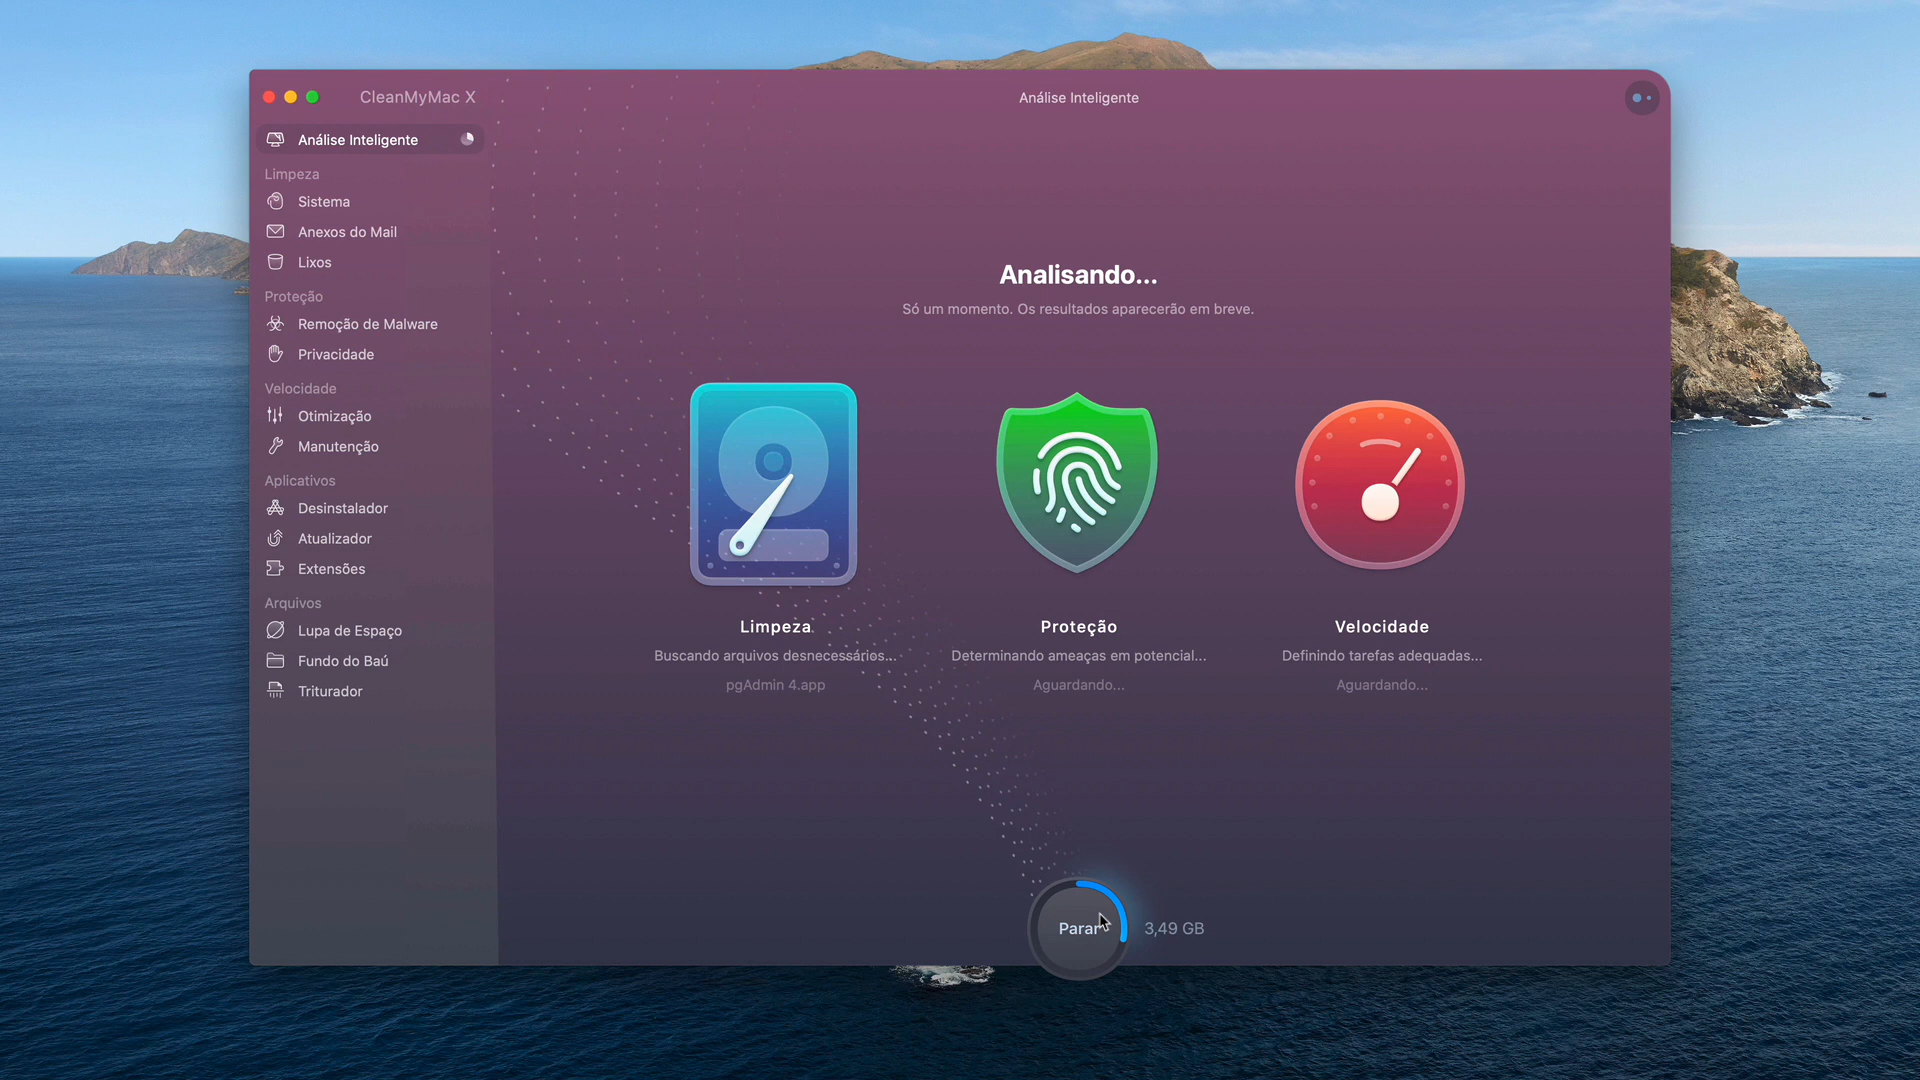 CleanMyMac X
Análise Inteligente
Análise Inteligente
Limpeza
Sistema
Anexos do Mail
Lixos
Proteção
Remoção de Malware
Privacidade
Velocidade
Otimização
Manutenção
Aplicativos
Desinstalador
Atualizador
Extensões
Arquivos
Lupa de Espaço
Fundo do Baú
Triturador
Analisando...
Só um momento. Os resultados aparecerão em breve.
Limpeza
Buscando arquivos desnecessários...
pgAdmin 4.app
Proteção
Determinando ameaças em potencial...
Aguardando...
Velocidade
Definindo tarefas adequadas...
Aguardando...
Parar
3,49 GB